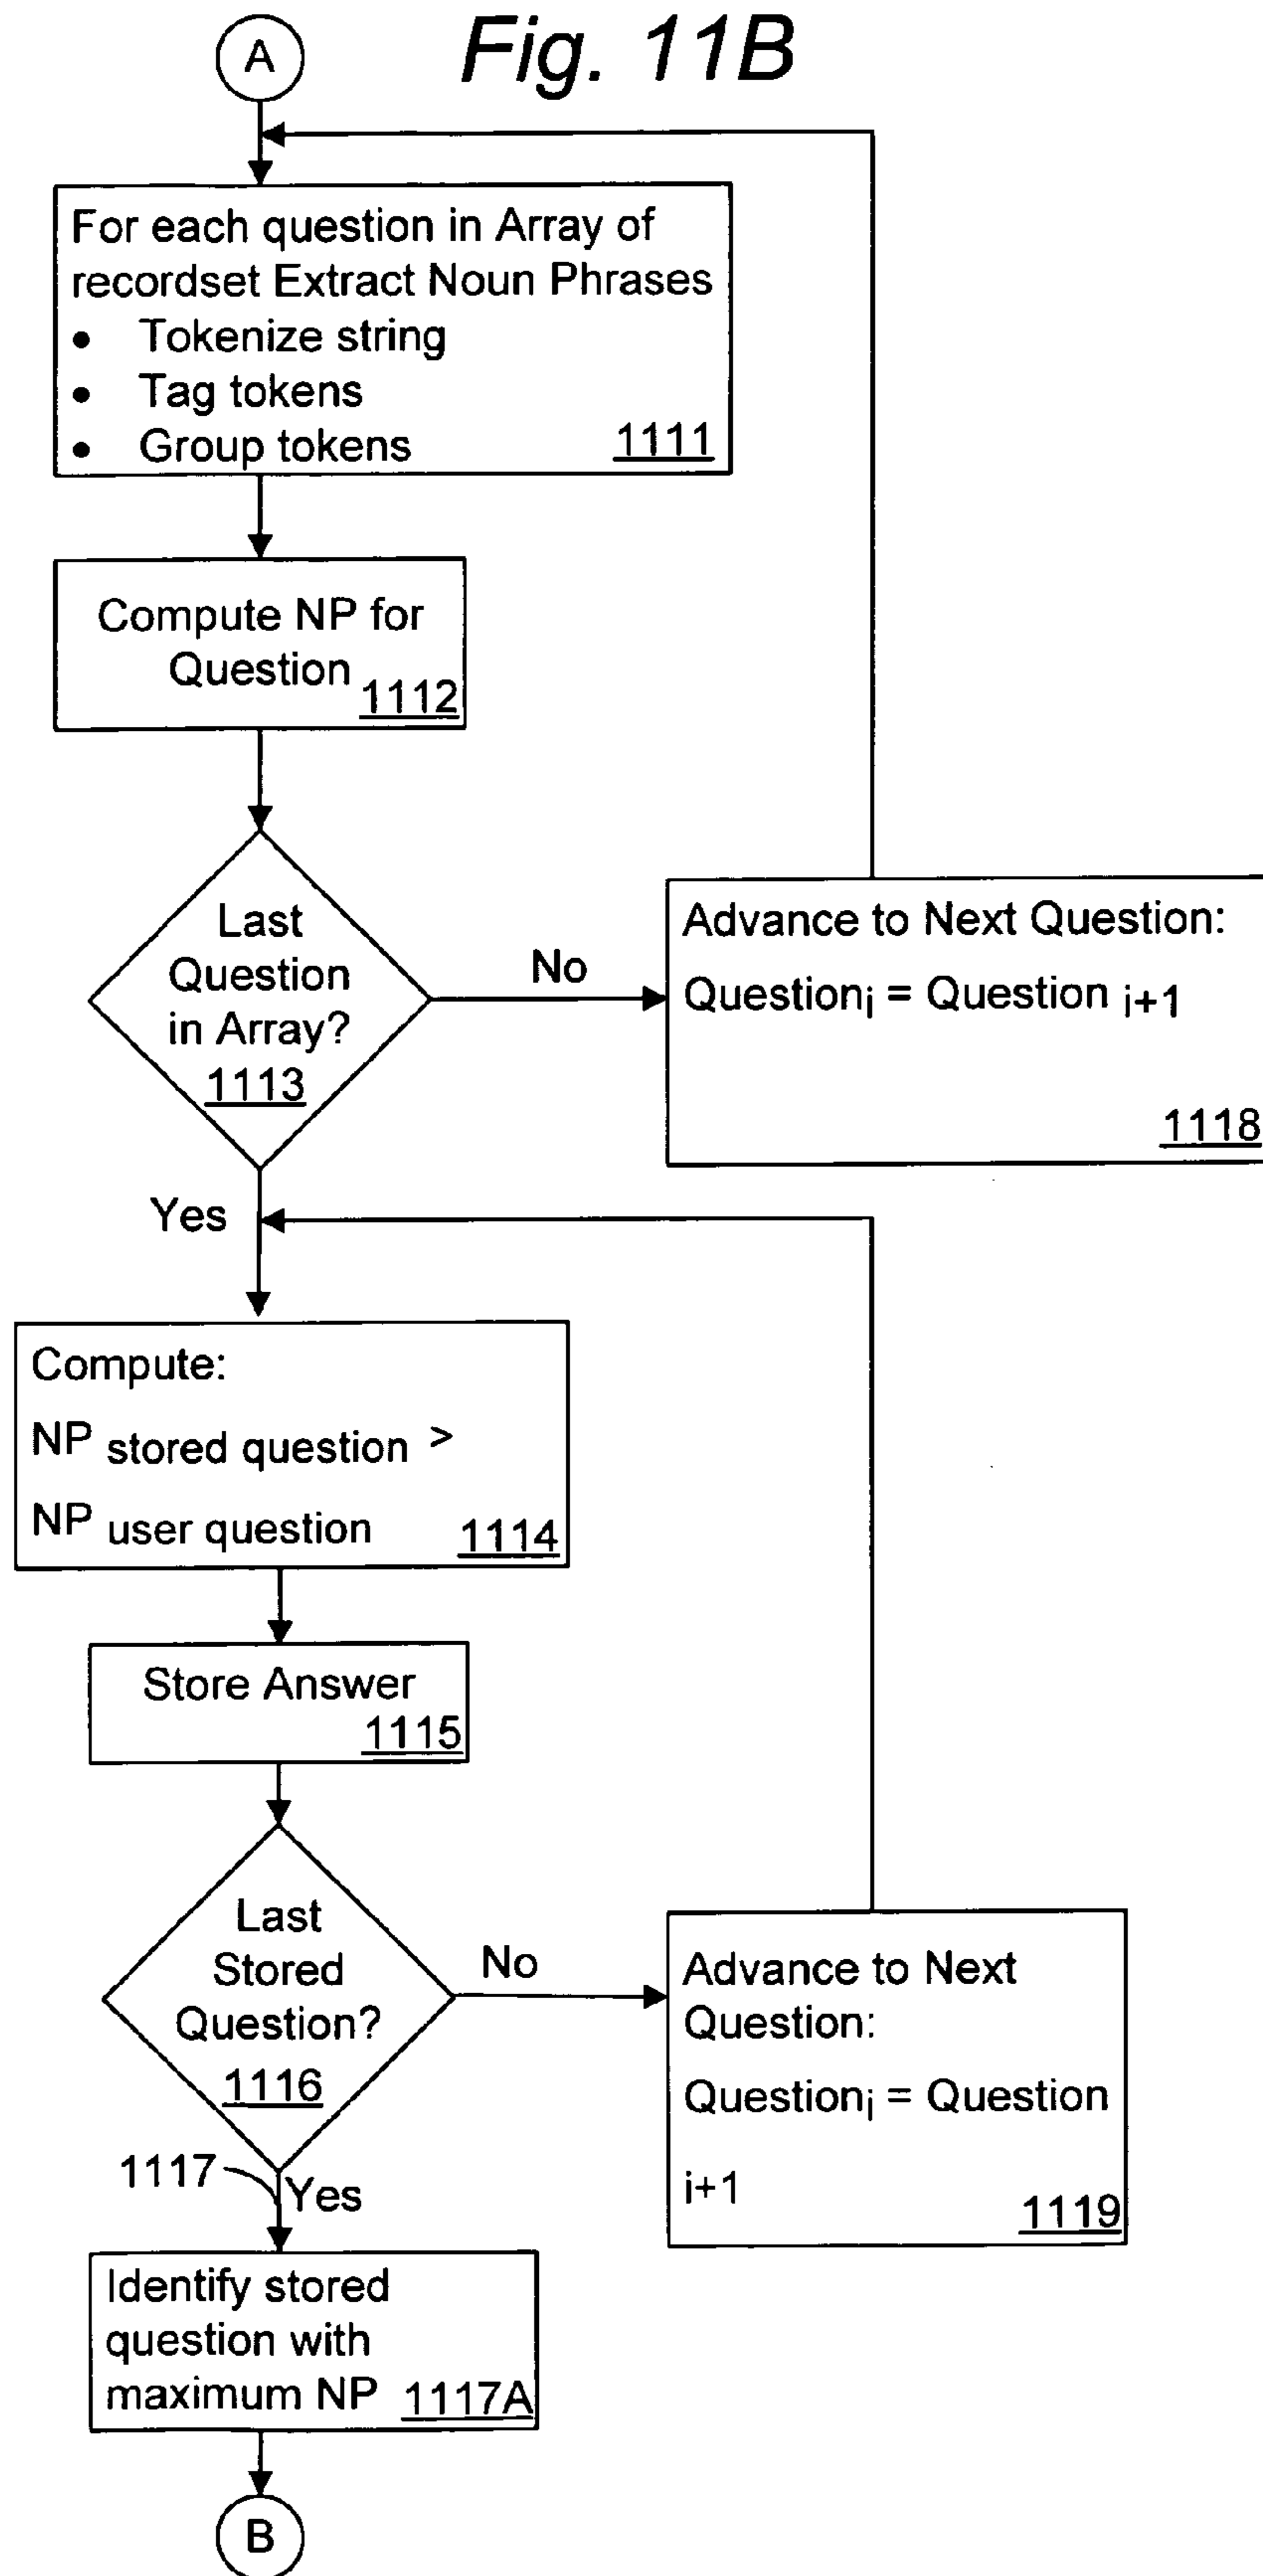 Fig. 11B
A
For each question in Array of
recordset Extract Noun Phrases
• Tokenize string
• Tag tokens
• Group tokens 1111
Compute NP for
Question 1112
Last
Question
in Array?
1113
No
Advance to Next Question:
Questioni = Question i+1
1118
Yes
Compute:
NP stored question >
NP user question 1114
Store Answer
1115
Last
Stored
Question?
1116
No
Advance to Next
Question:
Questioni = Question
i+1
1119
1117
Yes
Identify stored
question with
maximum NP 1117A
B